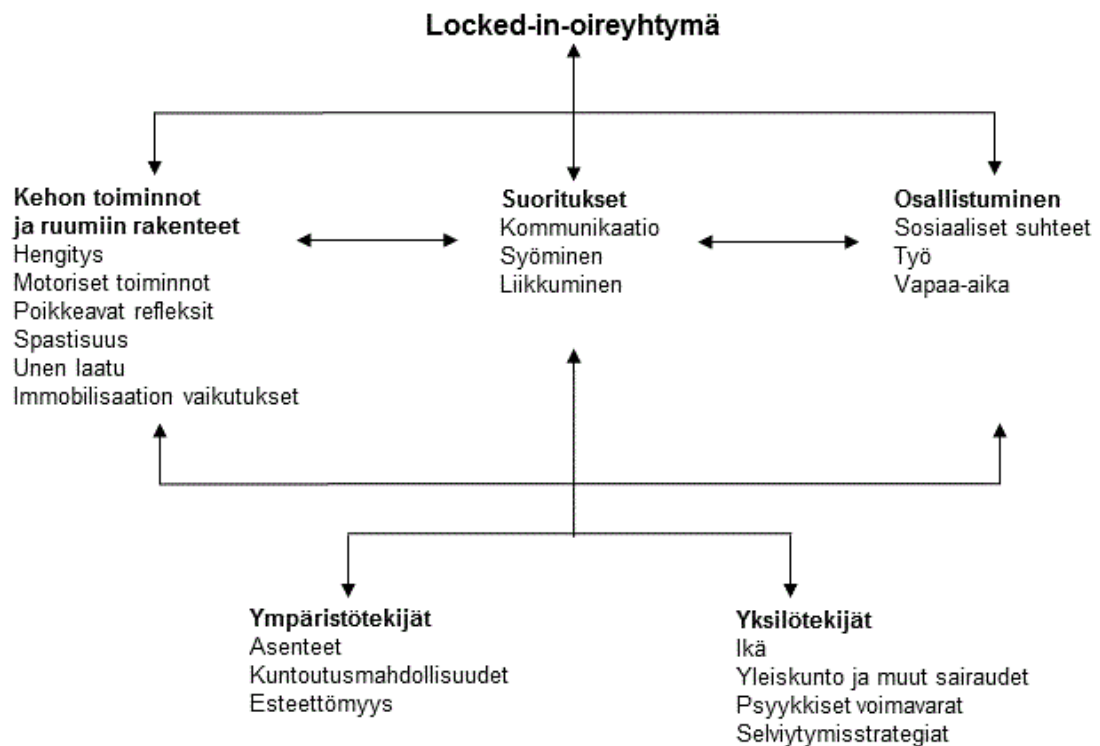 Locked-in-oireyhtymä
Kehon toiminnot
ja ruumiin rakenteet
Hengitys
Motoriset toiminnot
Poikkeavat refleksit
Spastisuus
Unen laatu
Immobilisaation vaikutukset
Suoritukset
Kommunikaatio
Syöminen
Liikkuminen
Osallistuminen
Sosiaaliset suhteet
Työ
Vapaa-aika
Ympäristötekijät
Asenteet
Kuntoutusmahdollisuudet
Esteettömyys
Yksilötekijät
Ikä
Yleiskunto ja muut sairaudet
Psyykkiset voimavarat
Selviytymisstrategiat